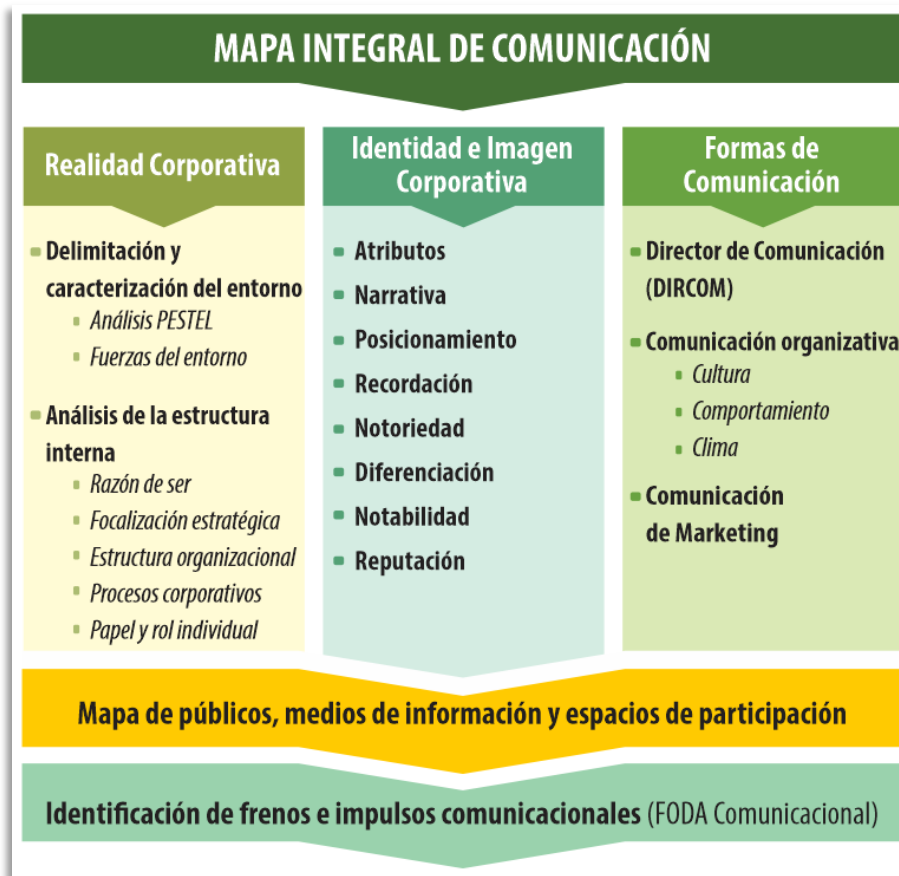 MAPA INTEGRAL DE COMUNICACIÓN
Realidad Corporativa
Delimitación y
caracterización del entorno
Análisis PESTEL
Fuerzas del entorno
Análisis de la estructura
interna
Razón de ser
Focalización estratégica
Estructura organizacional
Procesos corporativos
Papel y rol individual
Identidad e Imagen
Corporativa
Atributos
Narrativa
Posicionamiento
Recordación
Notoriedad
Diferenciación
Notabilidad
Reputación
Formas de
Comunicación
Director de Comunicación
(DIRCOM)
Comunicación organizativa
Cultura
Comportamiento
Clima
Comunicación
de Marketing
Mapa de públicos, medios de información y espacios de participación
Identificación de frenos e impulsos comunicacionales (FODA Comunicacional)